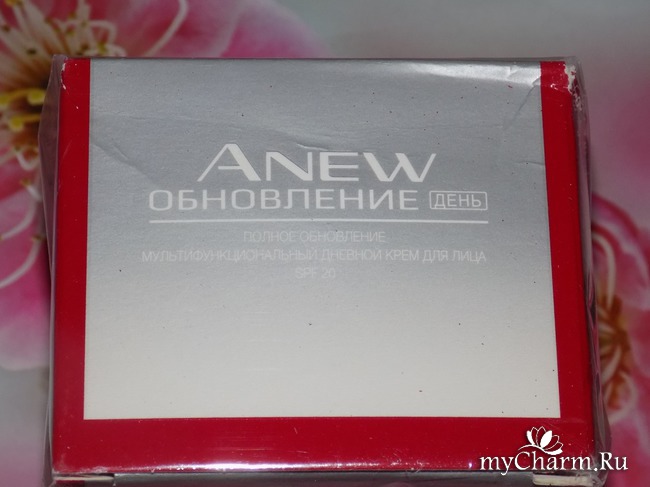 ANEW
ОБНОВЛЕНИЕ ДЕНЬ
ПОЛНОЕ ОБНОВЛЕНИЕ
МУЛЬТИФУНКЦИОНАЛЬНЫЙ ДНЕВНОЙ КРЕМ ДЛЯ ЛИЦА
SPF 20
myCharm.Ru